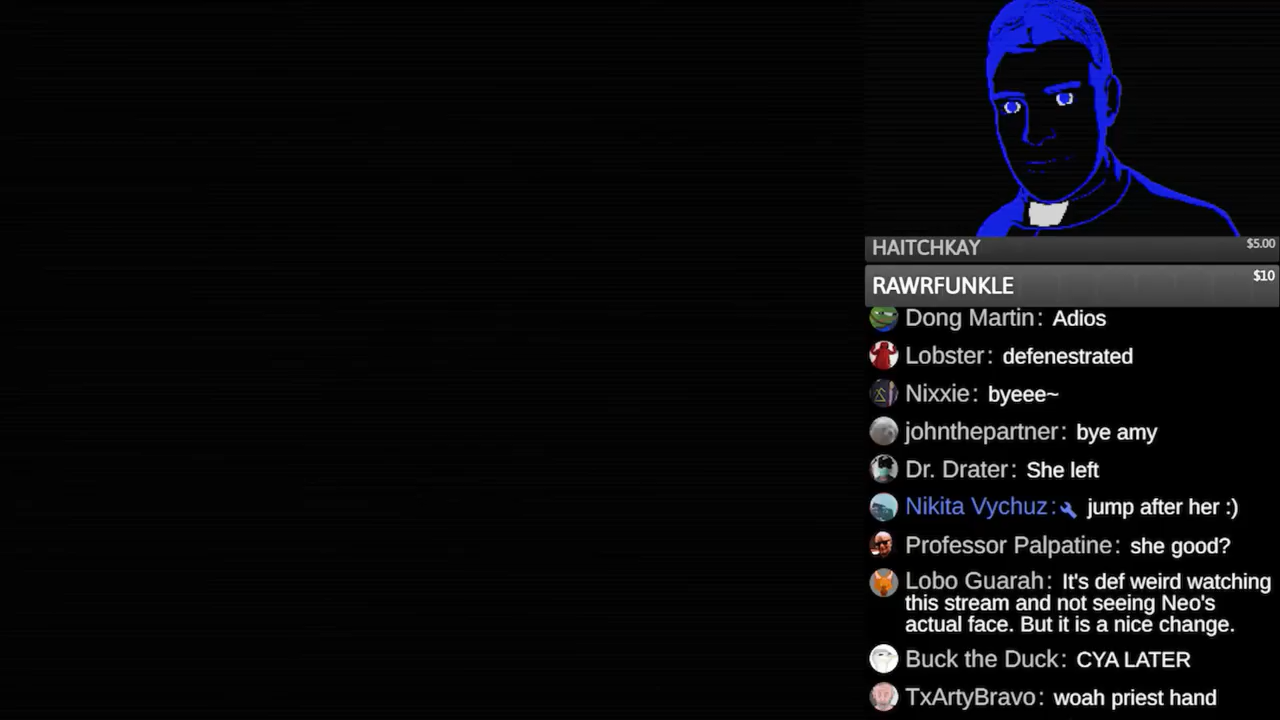 HAITCHKAY $5.00
RAWRFUNKLE $10
Dong Martin: Adios
Lobster: defenestrated
Nixxie: byeee~
johnthepartner: bye amy
Dr. Drater: She left
Nikita Vychuz: jump after her :)
Professor Palpatine: she good?
Lobo Guarah: It's def weird watching
this stream and not seeing Neo's
actual face. But it is a nice change.
Buck the Duck: CYA LATER
TxArtyBravo: woah priest hand